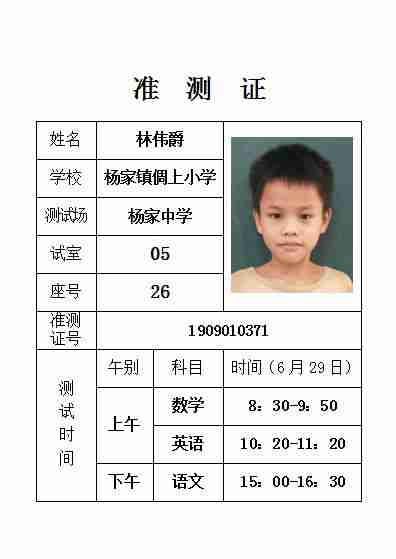 准 测 证
姓名 林伟爵
学校 杨家镇倜上小学
测试场 杨家中学
试室 05
座号 26
准测
证号 1909010371
测试时间 午别 科目 时间（6月29日）
上午 数学 8：30-9：50
英语 10：20-11：20
下午 语文 15：00-16：30